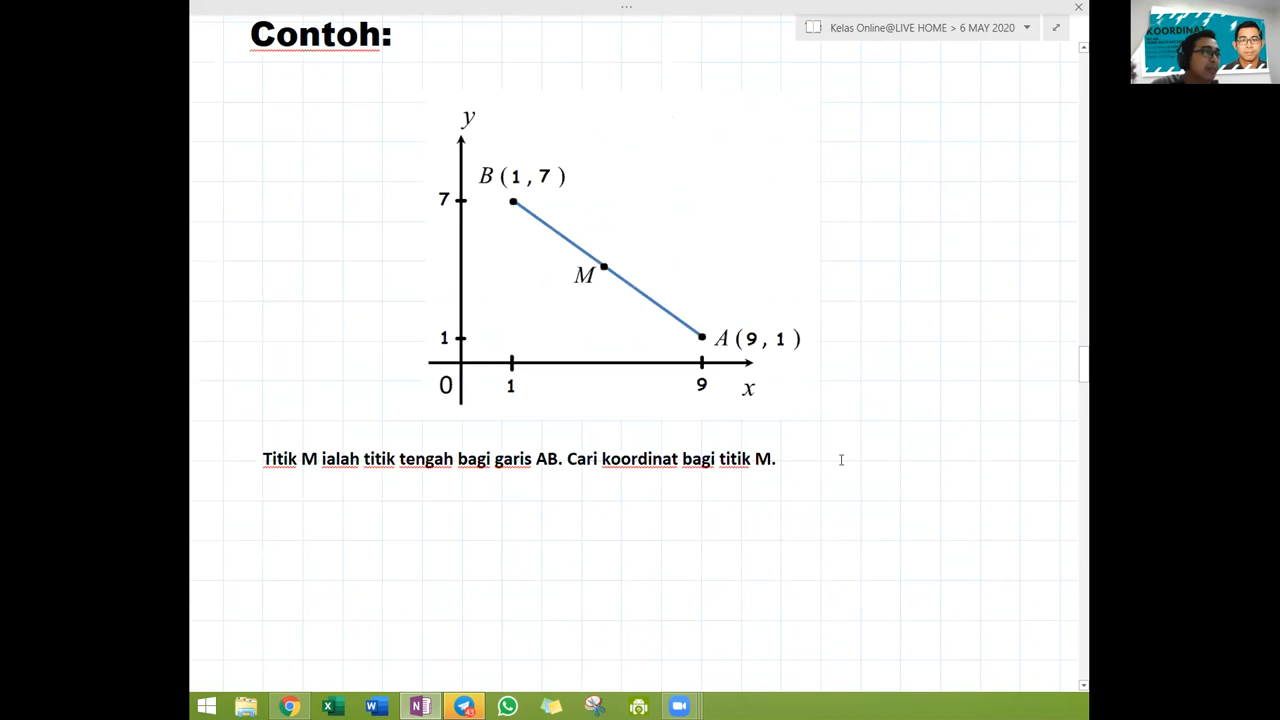 Contoh:
Kelas Online@LIVE HOME > 6 MAY 2020
KOORDINAT
y
B (1, 7)
7
M
1
A (9, 1)
0
1
9
x
Titik M ialah titik tengah bagi garis AB. Cari koordinat bagi titik M.